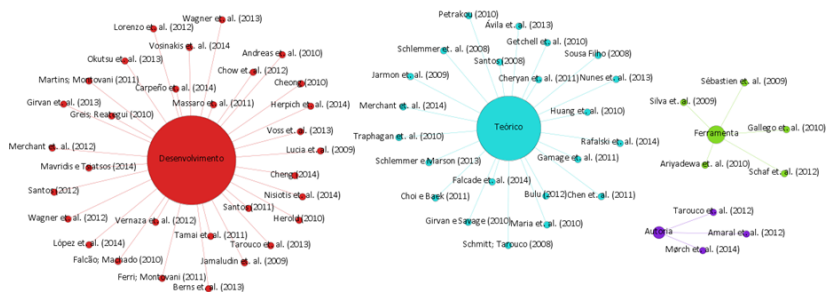 Wagner et. al. (2013)
Lorenzo et. al. (2012)
Vosinakis et. al. (2014
Andreas et. al. (2010)
Okutsu et. al. (2013)
Chow et. al. (2012)
Martins; Montovani (2011)
Carpeño et. al. (2014)
Cheong (2010)
Girvan et. al. (2013)
Massaro et. al. (2011)
Herpich et. al. (2014)
Greis; Reategui (2010)
Voss et. al. (2013)
Merchant et. al. (2012)
Lucia et. al. (2009)
Desenvolvimento
Mavridis e Tsiatsos (2014)
Cheng (2014)
Santos (2012)
Nisiotis et. al. (2014)
Santos (2011)
Wagner et. al. (2012)
Vernaza et. al. (2012)
Herold (2010)
Tamai et. al. (2011)
López et. al. (2014)
Tarouco et. al. (2013)
Falcão; Machado (2010)
Jamaludin et. al. (2009)
Ferri; Montovani (2011)
Berns et. al. (2013)
Petrakou (2010)
Ávila et. al. (2013)
Getchell et. al. (2010)
Schlemmer et. al. (2008)
Sousa Filho (2008)
Santos (2008)
Jarmon et. al. (2009)
Cheryan et. al. (2011)
Nunes et. al. (2013)
Merchant et. al. (2014)
Huang et. al. (2010)
Teórico
Traphagan et. al. (2010)
Rafalski et. al. (2014)
Schlemmer e Marson (2013)
Gamage et. al. (2011)
Falcade et. al. (2014)
Choi e Baek (2011)
Bulu (2012)
Chen et. al. (2011)
Girvan e Savage (2010)
Maria et. al. (2010)
Schmitt; Tarouco (2008)
Sébastien et. al. (2009)
Silva et. al. (2009)
Gallego et. al. (2010)
Ferramenta
Ariyadewa et. al. (2010)
Schaf et. al. (2012)
Tarouco et. al. (2012)
Autoria
Amaral et. al. (2012)
Mørch et. al. (2014)